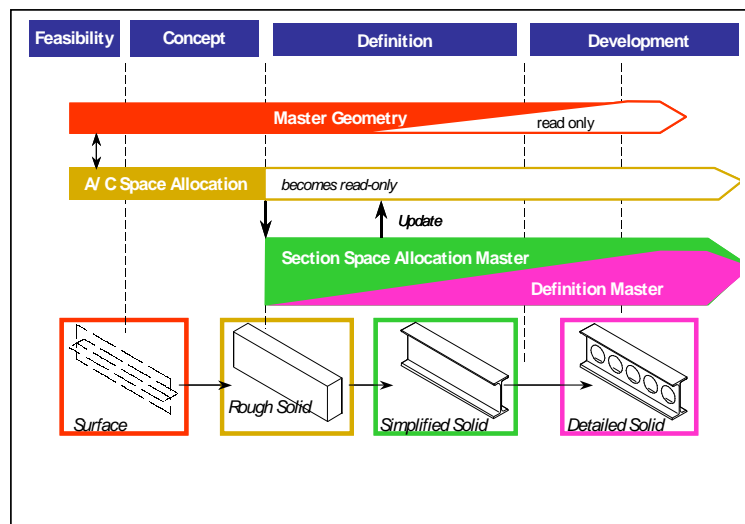 Feasibility
Concept
Definition
Development
Master Geometry
read only
A/C Space Allocation
becomes read-only
Update
Section Space Allocation Master
Definition Master
Surface
Rough Solid
Simplified Solid
Detailed Solid